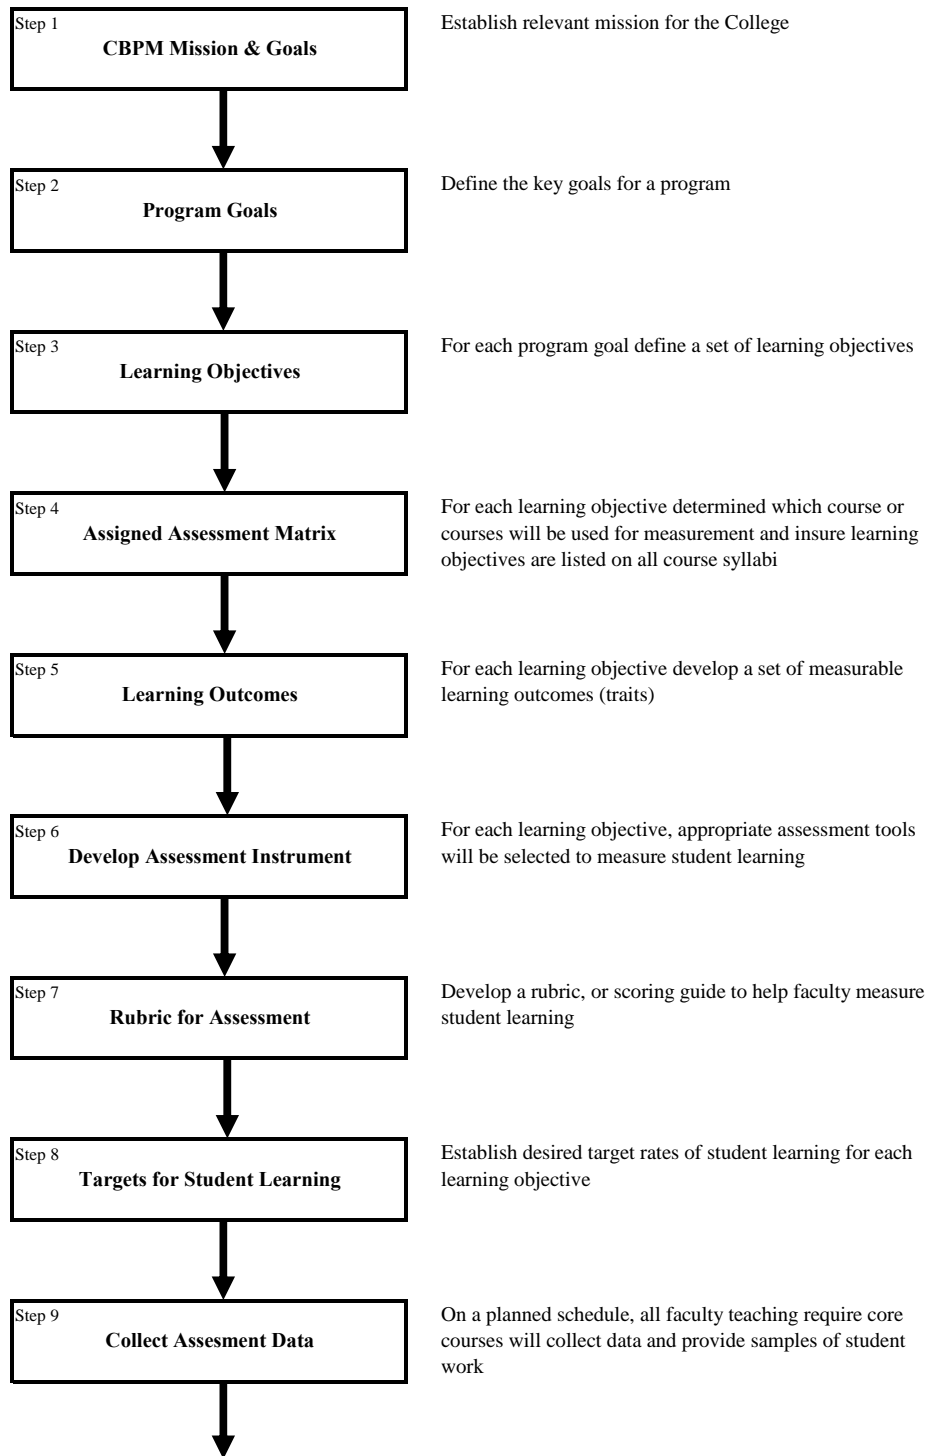 Step 1
CBPM Mission & Goals
Establish relevant mission for the College
Step 2
Program Goals
Define the key goals for a program
Step 3
Learning Objectives
For each program goal define a set of learning objectives
Step 4
Assigned Assessment Matrix
For each learning objective determined which course or
courses will be used for measurement and insure learning
objectives are listed on all course syllabi
Step 5
Learning Outcomes
For each learning objective develop a set of measurable
learning outcomes (traits)
Step 6
Develop Assessment Instrument
For each learning objective, appropriate assessment tools
will be selected to measure student learning
Step 7
Rubric for Assessment
Develop a rubric, or scoring guide to help faculty measure
student learning
Step 8
Targets for Student Learning
Establish desired target rates of student learning for each
learning objective
Step 9
Collect Assesment Data
On a planned schedule, all faculty teaching require core
courses will collect data and provide samples of student
work